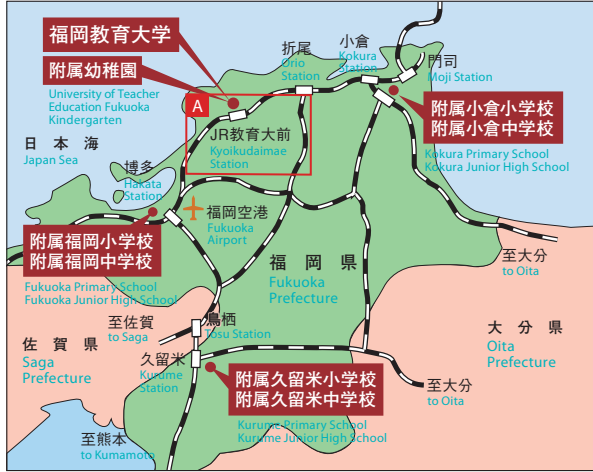 福岡教育大学
附属幼稚園
University of Teacher
Education Fukuoka
Kindergarten
A
折尾
Orio
Station
小倉
Kokura
Station
門司
Moji Station
附属小倉小学校
附属小倉中学校
Kokura Primary School
Kokura Junior High School
日本海
Japan Sea
JR教育大前
Kyoikudaimae
Station
博多
Hakata
Station
福岡空港
Fukuoka
Airport
附属福岡小学校
附属福岡中学校
Fukuoka Primary School
Fukuoka Junior High School
福岡県
Fukuoka
Prefecture
至大分
to Oita
至佐賀
to Saga
鳥栖
Tosu Station
佐賀県
Saga
Prefecture
大分県
Oita
Prefecture
久留米
Kurume
Station
附属久留米小学校
附属久留米中学校
Kurume Primary School
Kurume Junior High School
至大分
to Oita
至熊本
to Kumamoto